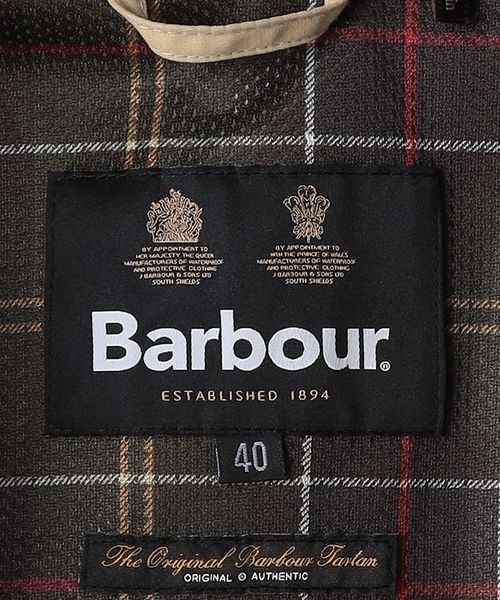 BY APPOINTMENT TO
HER MAJESTY THE QUEEN
MANUFACTURERS OF WATERPROOF
AND PROTECTIVE CLOTHING
J BARBOUR & SONS LTD
SOUTH SHIELDS
BY APPOINTMENT TO
HRH THE PRINCE OF WALES
MANUFACTURERS OF WATERPROOF
AND PROTECTIVE CLOTHING
J BARBOUR & SONS LTD
SOUTH SHIELDS
Barbour®
ESTABLISHED 1894
40
The Original Barbour Tartan
ORIGINAL & AUTHENTIC